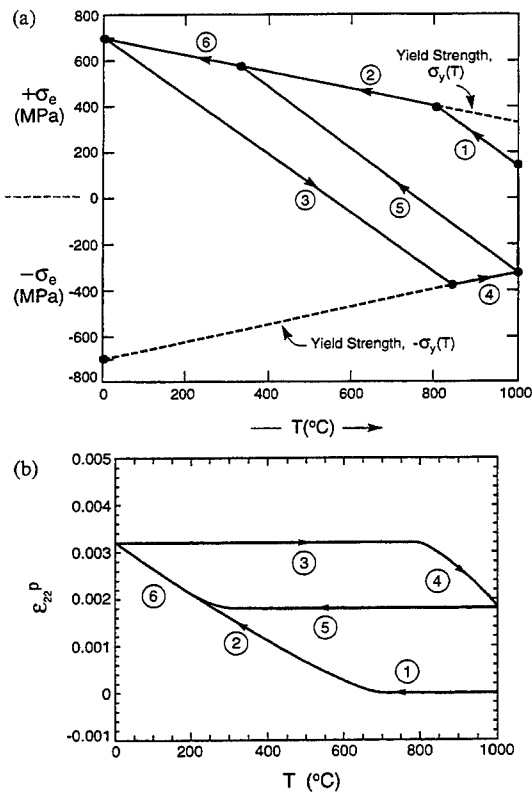 (a)
800
600
400
200
0
200
-400
-600
-800
+σe
(MPa)
-σe
(MPa)
⑥
②
Yield Strength,
σy(T)
①
③
⑤
④
Yield Strength, -σy(T)
0 200 400 600 800 1000
T(°C)
(b)
0.005
0.004
0.003
0.002
0.001
0
-0.001
ε22p
③
④
⑥
⑤
②
①
0 200 400 600 800 1000
T (°C)